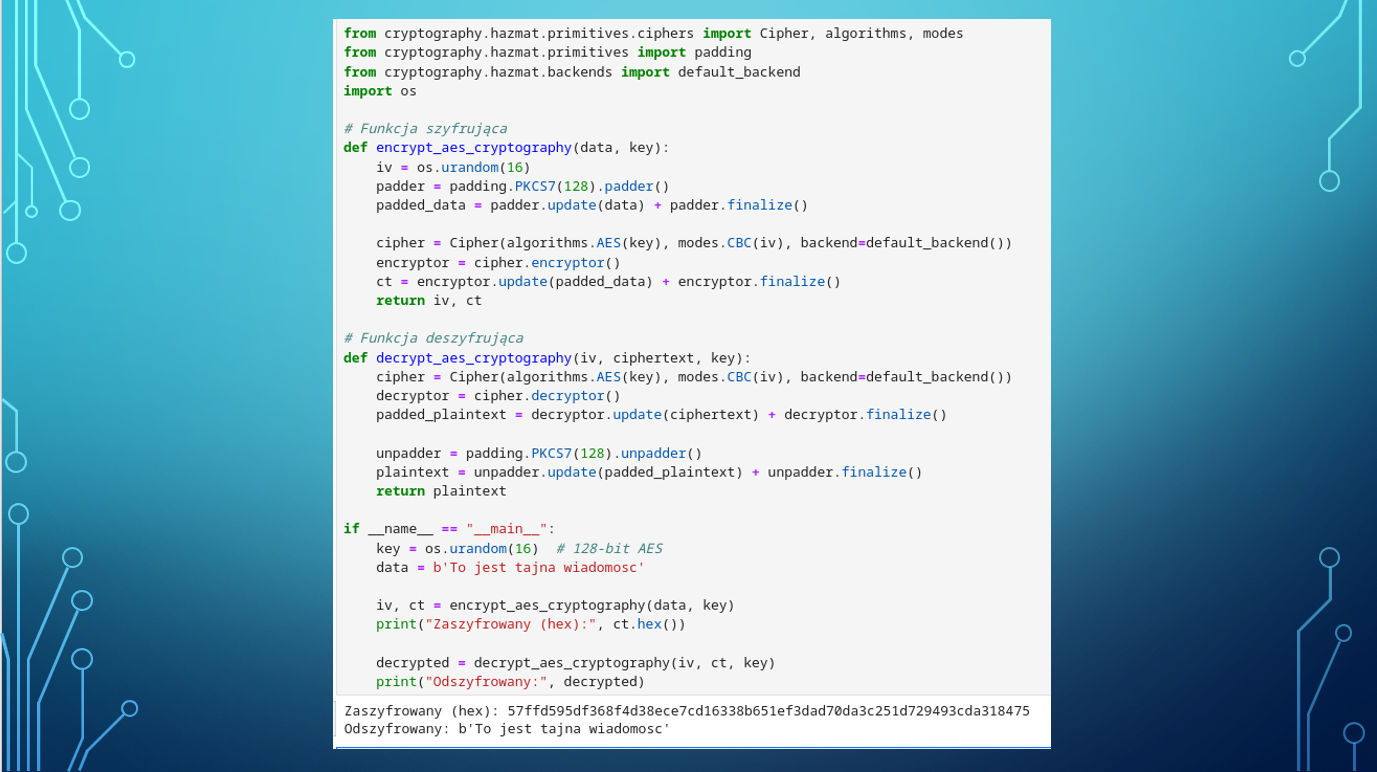 from cryptography.hazmat.primitives.ciphers import Cipher, algorithms, modes
from cryptography.hazmat.primitives import padding
from cryptography.hazmat.backends import default_backend
import os

# Funkcja szyfrująca
def encrypt_aes_cryptography(data, key):
    iv = os.urandom(16)
    padder = padding.PKCS7(128).padder()
    padded_data = padder.update(data) + padder.finalize()

    cipher = Cipher(algorithms.AES(key), modes.CBC(iv), backend=default_backend())
    encryptor = cipher.encryptor()
    ct = encryptor.update(padded_data) + encryptor.finalize()
    return iv, ct

# Funkcja deszyfrująca
def decrypt_aes_cryptography(iv, ciphertext, key):
    cipher = Cipher(algorithms.AES(key), modes.CBC(iv), backend=default_backend())
    decryptor = cipher.decryptor()
    padded_plaintext = decryptor.update(ciphertext) + decryptor.finalize()

    unpadder = padding.PKCS7(128).unpadder()
    plaintext = unpadder.update(padded_plaintext) + unpadder.finalize()
    return plaintext

if __name__ == "__main__":
    key = os.urandom(16)  # 128-bit AES
    data = b'To jest tajna wiadomosc'

    iv, ct = encrypt_aes_cryptography(data, key)
    print("Zaszyfrowany (hex):", ct.hex())

    decrypted = decrypt_aes_cryptography(iv, ct, key)
    print("Odszyfrowany:", decrypted)
Zaszyfrowany (hex): 57ffd595df368f4d38ece7cd16338b651ef3dad70da3c251d729493cda318475
Odszyfrowany: b'To jest tajna wiadomosc'